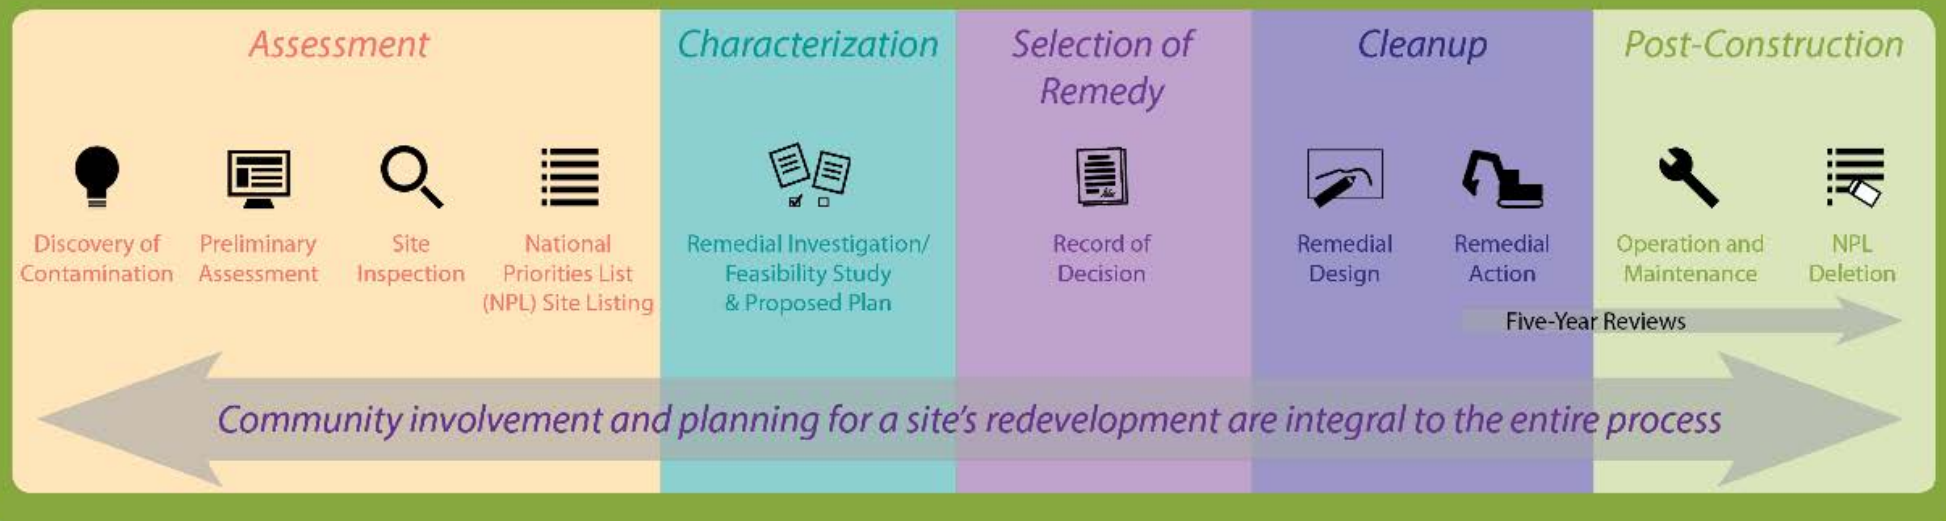 Assessment
Characterization
Selection of
Remedy
Cleanup
Post-Construction
Discovery of
Contamination
Preliminary
Assessment
Site
Inspection
National
Priorities List
(NPL) Site Listing
Remedial Investigation/
Feasibility Study
& Proposed Plan
Record of
Decision
Remedial
Design
Remedial
Action
Operation and
Maintenance
NPL
Deletion
Five-Year Reviews
Community involvement and planning for a site's redevelopment are integral to the entire process